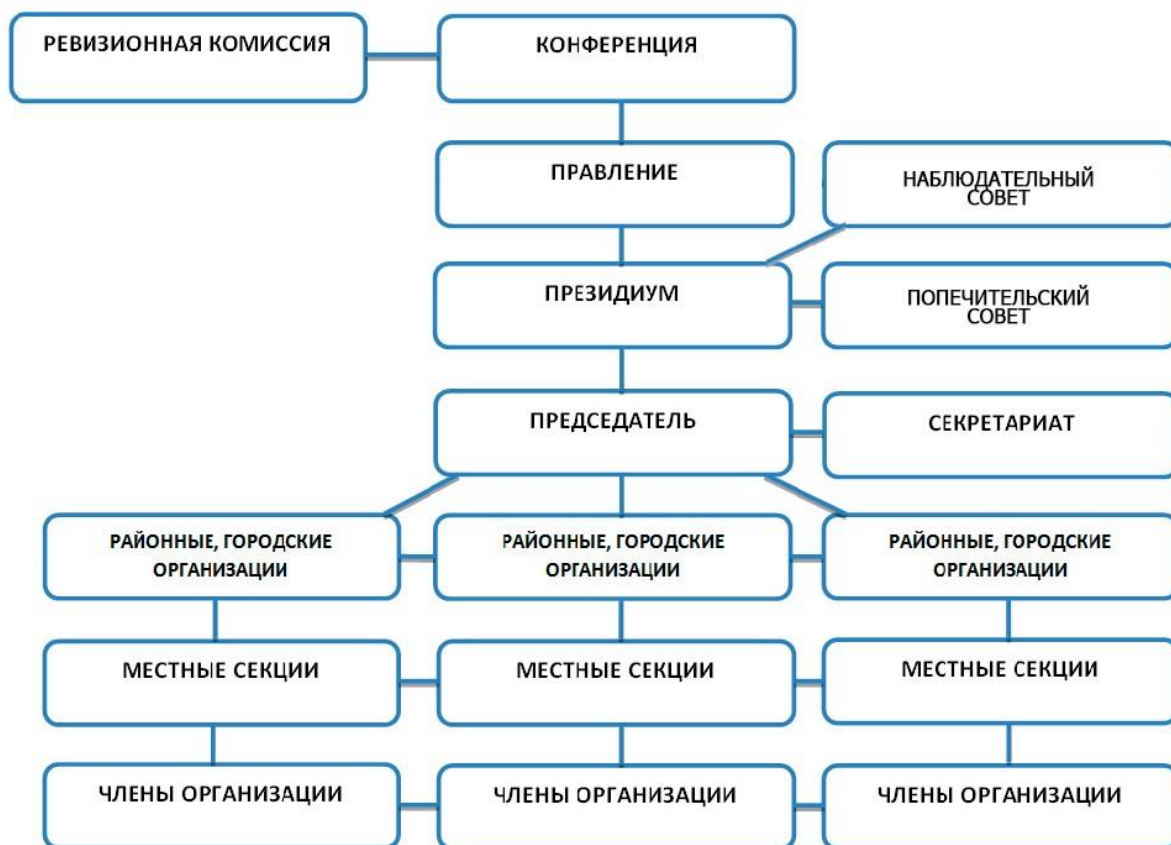 РЕВИЗИОННАЯ КОМИССИЯ
КОНФЕРЕНЦИЯ
ПРАВЛЕНИЕ
НАБЛЮДАТЕЛЬНЫЙ
СОВЕТ
ПРЕЗИДИУМ
ПОПЕЧИТЕЛЬСКИЙ
СОВЕТ
ПРЕДСЕДАТЕЛЬ
СЕКРЕТАРИАТ
РАЙОННЫЕ, ГОРОДСКИЕ
ОРГАНИЗАЦИИ
РАЙОННЫЕ, ГОРОДСКИЕ
ОРГАНИЗАЦИИ
РАЙОННЫЕ, ГОРОДСКИЕ
ОРГАНИЗАЦИИ
МЕСТНЫЕ СЕКЦИИ
МЕСТНЫЕ СЕКЦИИ
МЕСТНЫЕ СЕКЦИИ
ЧЛЕНЫ ОРГАНИЗАЦИИ
ЧЛЕНЫ ОРГАНИЗАЦИИ
ЧЛЕНЫ ОРГАНИЗАЦИИ